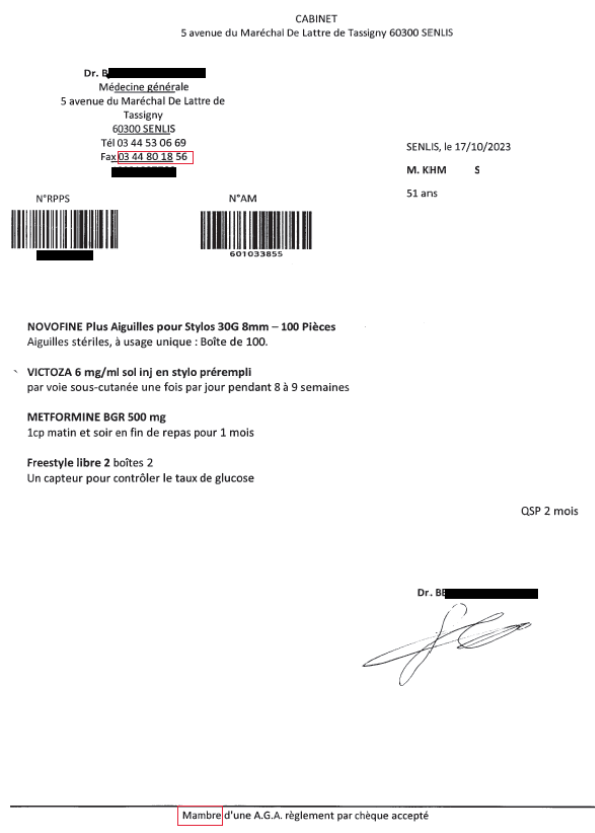 CABINET
5 avenue du Maréchal De Lattre de Tassigny 60300 SENLIS
Dr. B
Médecine générale
5 avenue du Maréchal De Lattre de
Tassigny
60300 SENLIS
Tél 03 44 53 06 69
Fax 03 44 80 18 56
SENLIS, le 17/10/2023
M. KHM S
51 ans
N°RPPS N°AM
601033855
NOVOFINE Plus Aiguilles pour Stylos 30G 8mm – 100 Pièces
Aiguilles stériles, à usage unique : Boîte de 100.
VICTOZA 6 mg/ml sol inj en stylo prérempli
par voie sous-cutanée une fois par jour pendant 8 à 9 semaines
METFORMINE BGR 500 mg
1cp matin et soir en fin de repas pour 1 mois
Freestyle libre 2 boîtes 2
Un capteur pour contrôler le taux de glucose
QSP 2 mois
Dr. BE
Mambre d'une A.G.A. règlement par chèque accepté